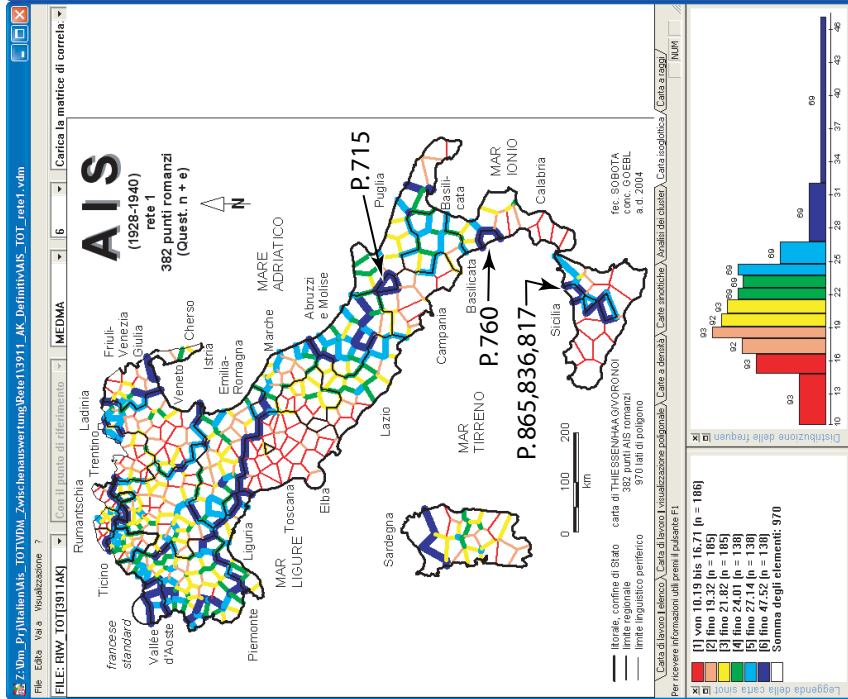 Z:\Dm_Prj\Italien\Ais_TOT\VDM_Zwischenauswertung\Rete1\3911_AK_Definitiv\AIS_TOT_rete1.vdm
File Edita Vai a Visualizzazione ?
FILE: RIW_TOT[3911AK]
Con il punto di riferimento
MEDMA
6
Carica la matrice di correla:
AIS
(1928-1940)
rete 1
382 punti romanzi
(Quest. n + e)
N
francese
standard
Vallée
d'Aoste
Ticino
Rumantschia
Trentino
Ladinia
Friuli-
Venezia
Giulia
Veneto
Cherso
Istria
Emilia-
Romagna
Piemonte
Liguria
MAR
LIGURE
Toscana
Elba
Marche
MARE
ADRIATICO
Abruzzi
e Molise
Lazio
Campania
P.715
Puglia
Basili-
cata
MAR
IONIO
Basilicata
P.760
Calabria
MAR
TIRRENO
P.865,836,817
Sicilia
Sardegna
0 100 200
km
litorale, confine di Stato
limite regionale
limite linguistico periferico
carta di THIESSEN/HAAG/VORONOI
382 punti AIS romanzi
970 lati di poligono
fec. SOBOTA
conc. GOEBL
a.d. 2004
Carta di lavoro | elenco
Carta di lavoro | visualizzazione poligonale
Carte a densità
Carte sinottiche
Analisi dei cluster
Carta isoglottica
Carta a raggi
Per ricevere informazioni utili premi il pulsante F1
NUM
Leggenda della carta sinot
[1] von 10.19 bis 16.71 [n = 186]
[2] fino 19.32 [n = 185]
[3] fino 21.82 [n = 185]
[4] fino 24.01 [n = 138]
[5] fino 27.14 [n = 138]
[6] fino 47.52 [n = 138]
Somma degli elementi: 970
Distribuzione delle frequen
93 93 92 93 92 93 69 69 69 69 69 69
10 13 16 19 22 25 28 31 34 37 40 43 46